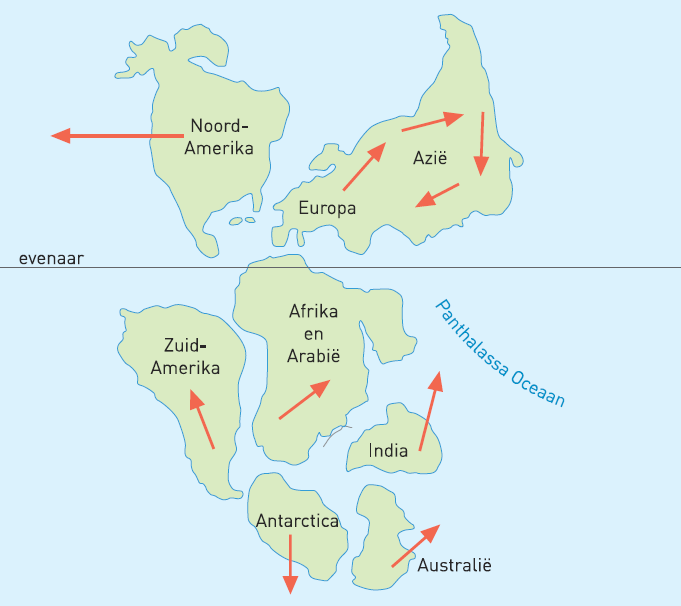 Noord-
Amerika
Azië
Europa
evenaar
Afrika
en
Arabië
Panthalassa Oceaan
Zuid-
Amerika
India
Antarctica
Australië